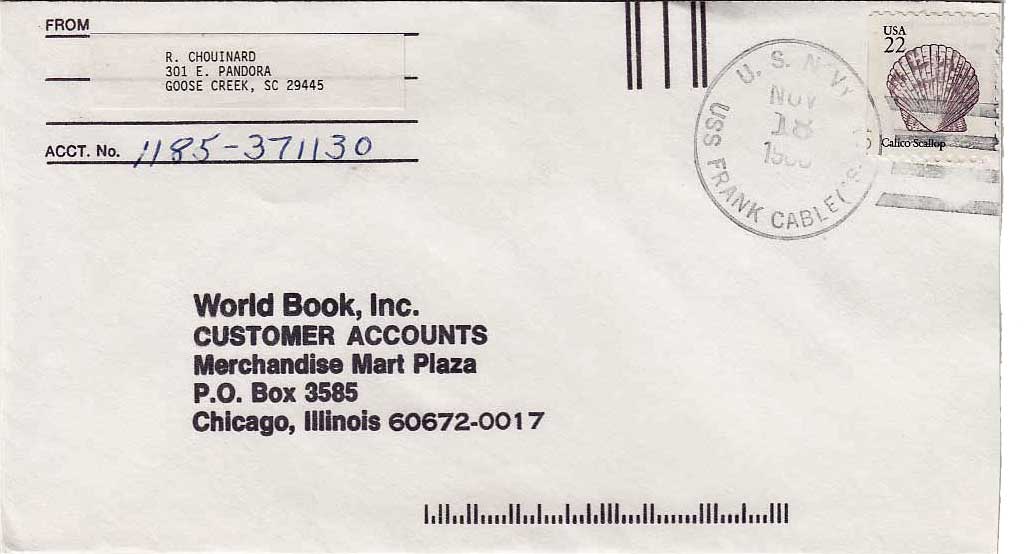 FROM
R. CHOUINARD
301 E. PANDORA
GOOSE CREEK, SC 29445
ACCT. No. 1185-371130
U. S. NAVY
NOV
18
USS FRANK CABLE
USA
22
Calico Scallop
World Book, Inc.
CUSTOMER ACCOUNTS
Merchandise Mart Plaza
P.O. Box 3585
Chicago, Illinois 60672-0017